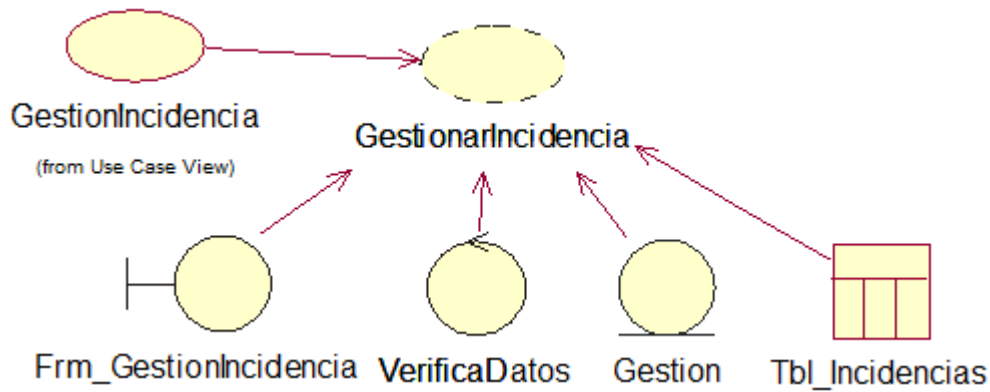 GestionIncidencia
(from Use Case View)
GestionarIncidencia
Frm_GestionIncidencia
VerificaDatos
Gestion
Tbl_Incidencias